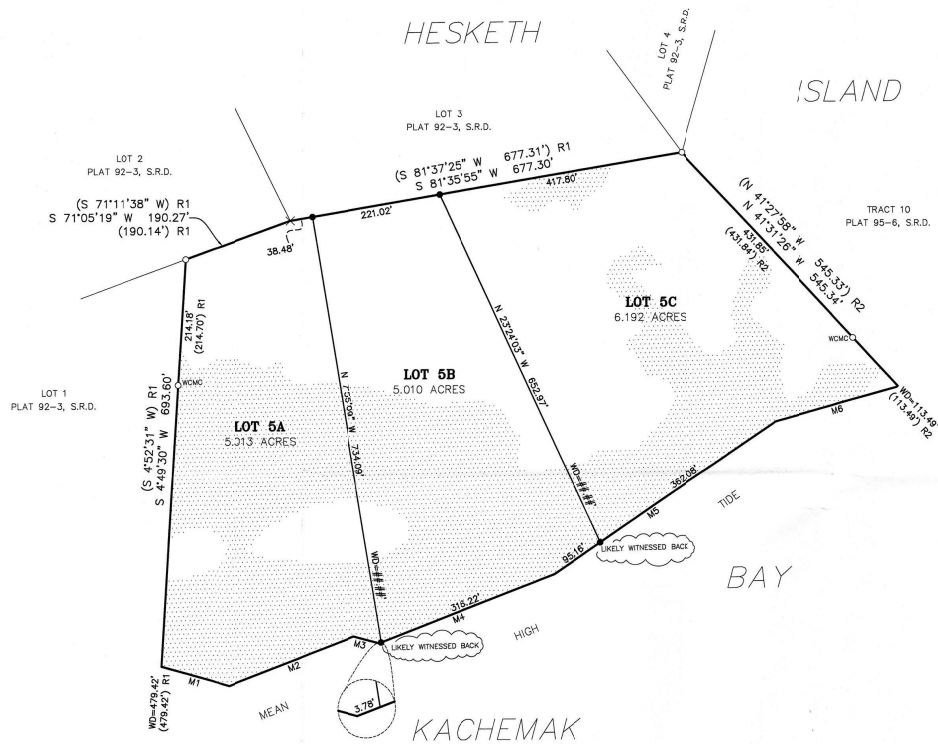 HESKETH
LOT 4
PLAT 92-3, S.R.D.
ISLAND
LOT 3
PLAT 92-3, S.R.D.
LOT 2
PLAT 92-3, S.R.D.
(S 81°37'25" W 677.31') R1
S 81°35'55" W 677.30'
417.80'
221.02'
(S 71°11'38" W) R1
S 71°05'19" W 190.27'
(190.14') R1
38.48'
(N 41°27'58" W 545.33') R2
N 41°31'26" W 545.34'
431.85'
(431.84') R2
TRACT 10
PLAT 95-6, S.R.D.
214.18'
(214.70') R1
WCMC
WCMC
LOT 5C
6.192 ACRES
N 23°24'03" W 652.97'
LOT 5B
5.010 ACRES
LOT 1
PLAT 92-3, S.R.D.
(S 4°52'31" W) R1
S 4°49'30" W 693.60'
LOT 5A
5.013 ACRES
W 734.09'
WD=113.49'
(113.49') R2
M6
WD=##.##'
362.08'
M5
TIDE
WD=##.##'
95.16'
LIKELY WITNESSED BACK
BAY
M4
HIGH
M3
LIKELY WITNESSED BACK
M2
M1
WD=479.42'
(479.42') R1
MEAN
3.78'
KACHEMAK